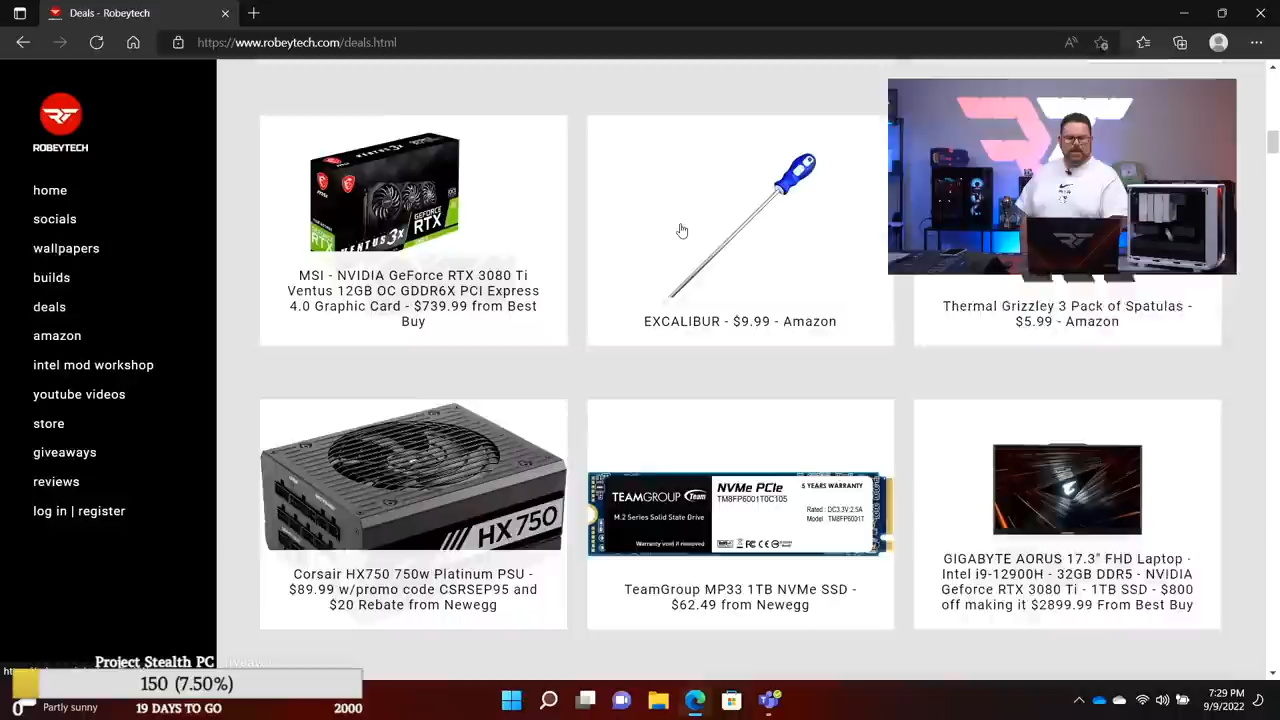 Deals - Robeytech
https://www.robeytech.com/deals.html
ROBEYTECH
home
socials
wallpapers
builds
deals
amazon
intel mod workshop
youtube videos
store
giveaways
reviews
log in | register
msi
VENTUS 3X
GEFORCE
RTX
MSI - NVIDIA GeForce RTX 3080 Ti
Ventus 12GB OC GDDR6X PCI Express
4.0 Graphic Card - $739.99 from Best
Buy
EXCALIBUR - $9.99 - Amazon
Thermal Grizzley 3 Pack of Spatulas -
$5.99 - Amazon
HX750
Corsair HX750 750w Platinum PSU -
$89.99 w/promo code CSRSEP95 and
$20 Rebate from Newegg
TEAMGROUP Team
M.2 Series Solid State Drive
Warranty void if removed
NVMe PCIe
TM8FP6001T0C105
5 YEARS WARRANTY
Rated : DC3.3V 2.5A
Model TM8FP6001T
TeamGroup MP33 1TB NVMe SSD -
$62.49 from Newegg
GIGABYTE AORUS 17.3" FHD Laptop -
Intel i9-12900H - 32GB DDR5 - NVIDIA
Geforce RTX 3080 Ti - 1TB SSD - $800
off making it $2899.99 From Best Buy
Project Stealth PC
150 (7.50%)
0
19 DAYS TO GO
2000
Partly sunny
7:29 PM
9/9/2022